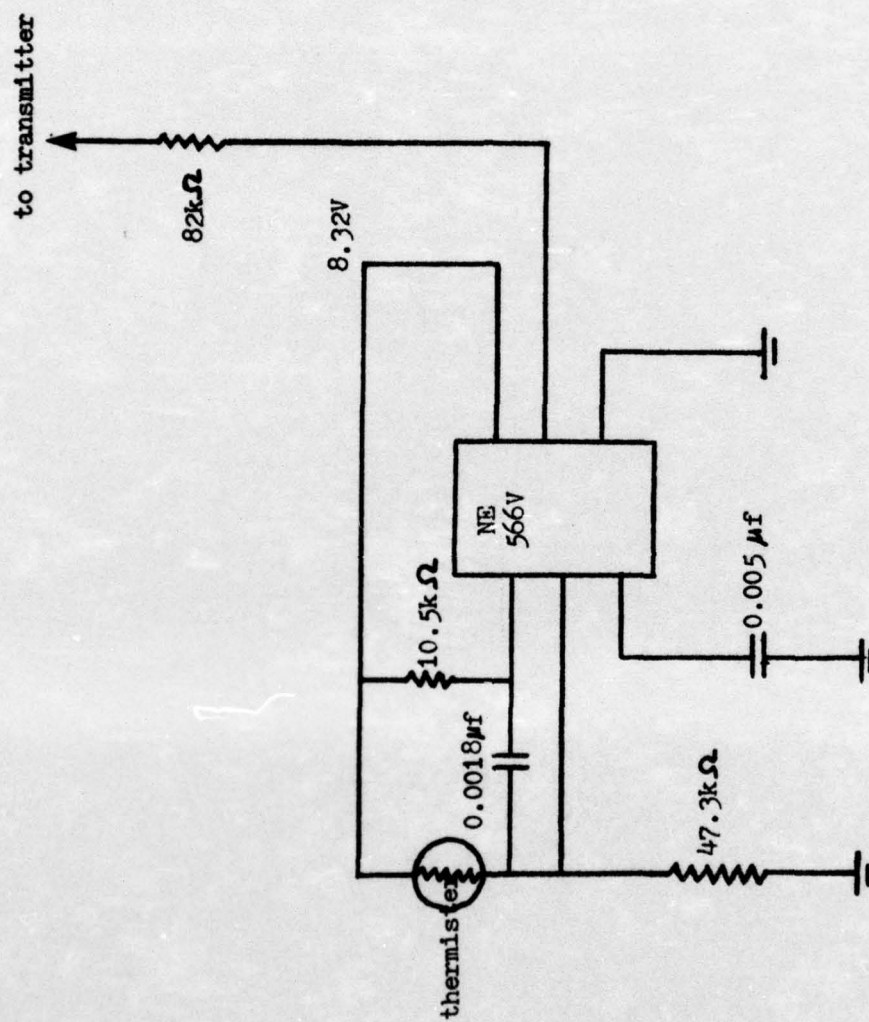 to transmitter
82kΩ
8.32V
NE
566V
10.5kΩ
0.0018µf
0.005µf
thermister
47.3kΩ